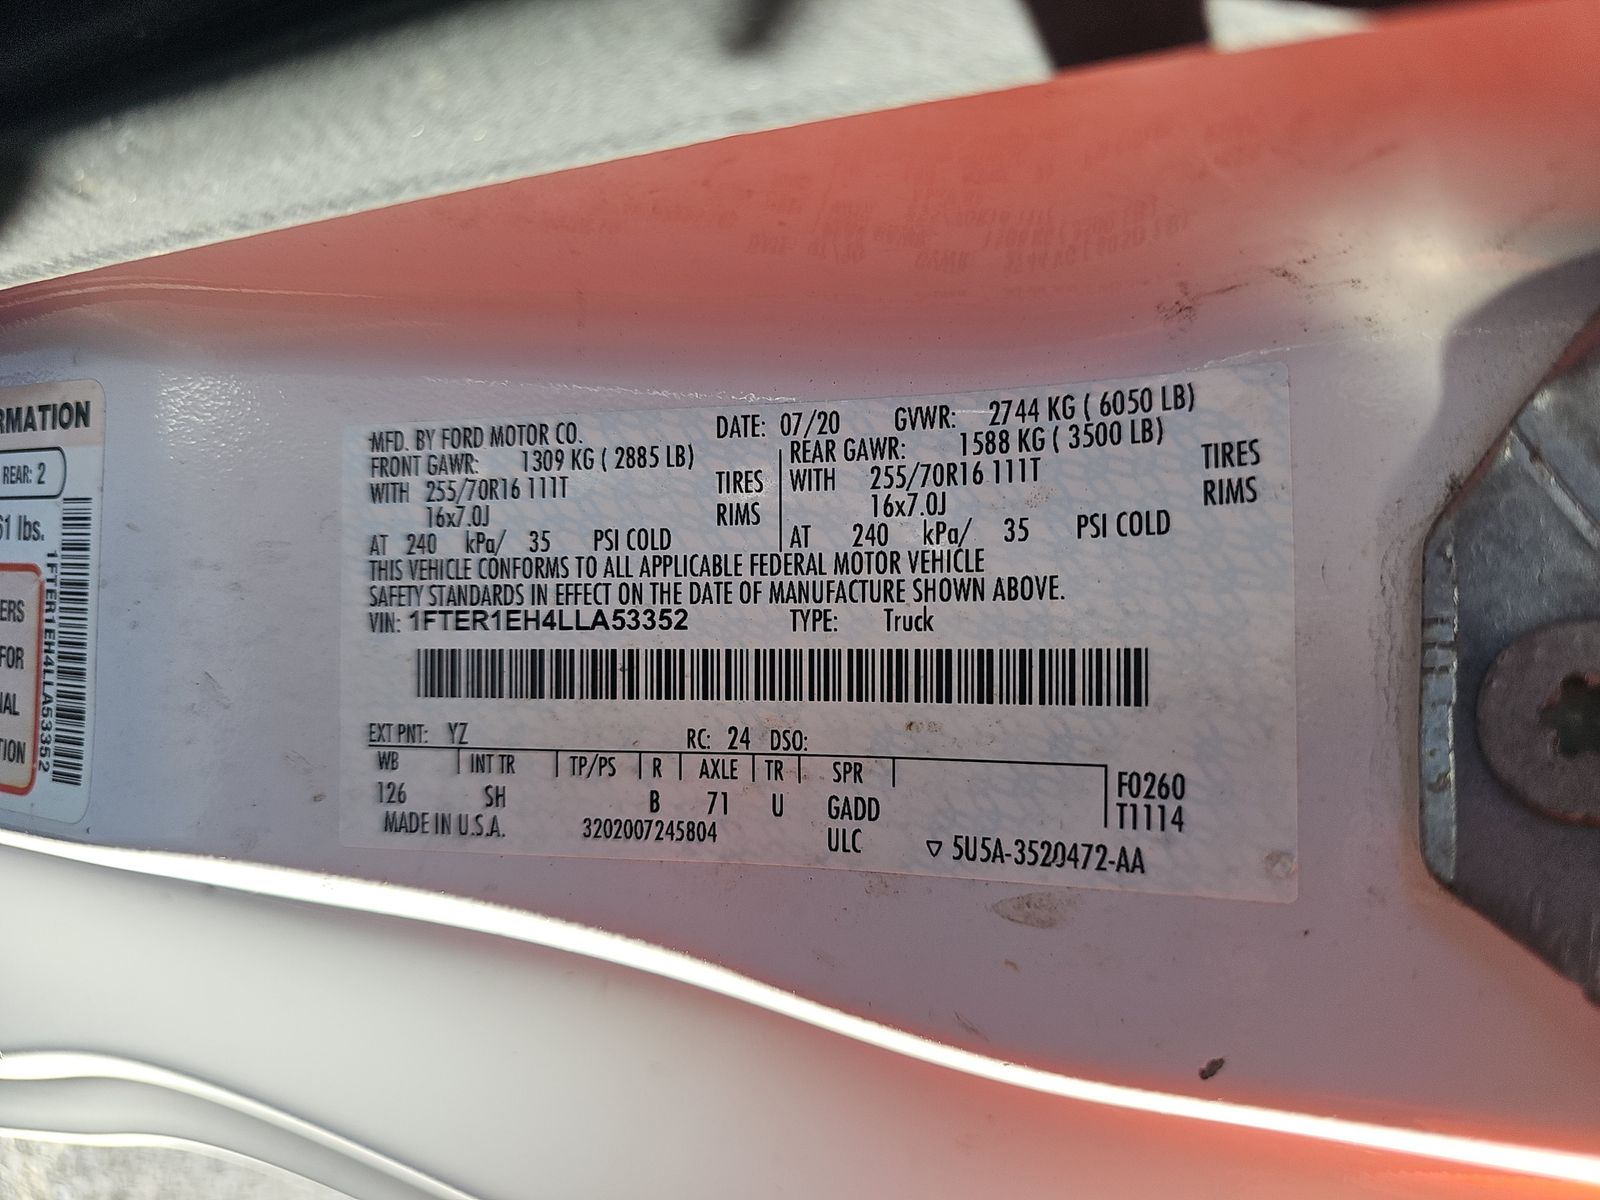 RMATION
REAR: 2
61 lbs.
ERS
FOR
NAL
TION
1FTER1EH4LLA53352
MFD. BY FORD MOTOR CO.
DATE: 07/20 GVWR: 2744 KG ( 6050 LB)
FRONT GAWR: 1309 KG ( 2885 LB)
REAR GAWR: 1588 KG ( 3500 LB)
WITH 255/70R16 111T TIRES
WITH 255/70R16 111T TIRES
16x7.0J RIMS
16x7.0J RIMS
AT 240 kPa/ 35 PSI COLD
AT 240 kPa/ 35 PSI COLD
THIS VEHICLE CONFORMS TO ALL APPLICABLE FEDERAL MOTOR VEHICLE
SAFETY STANDARDS IN EFFECT ON THE DATE OF MANUFACTURE SHOWN ABOVE.
VIN: 1FTER1EH4LLA53352 TYPE: Truck
EXT PNT: YZ RC: 24 DSO:
WB INT TR TP/PS R AXLE TR SPR
126 SH B 71 U GADD
F0260
T1114
MADE IN U.S.A. 3202007245804 ULC
5U5A-3520472-AA